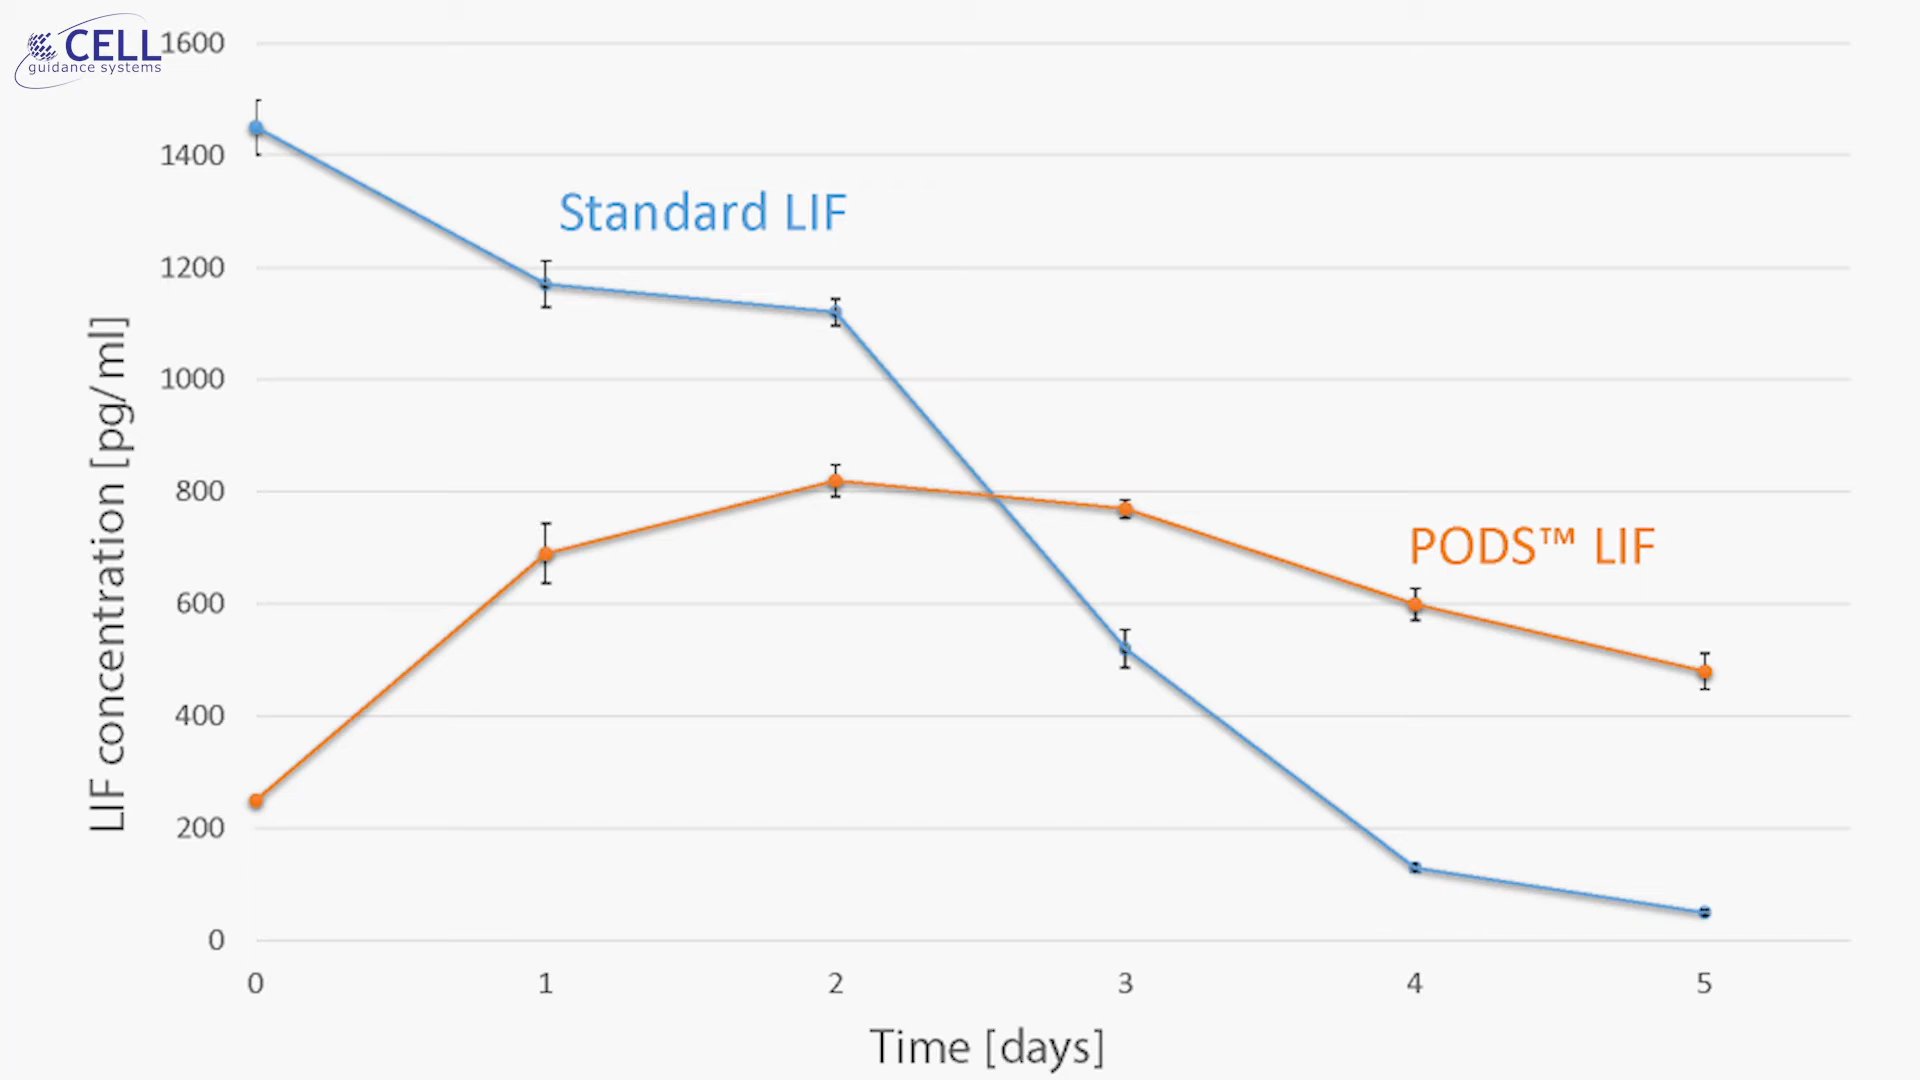 CELL
guidance systems
1600
1400
1200
1000
800
600
400
200
0
LIF concentration [pg/ml]
Standard LIF
PODS™ LIF
0 1 2 3 4 5
Time [days]